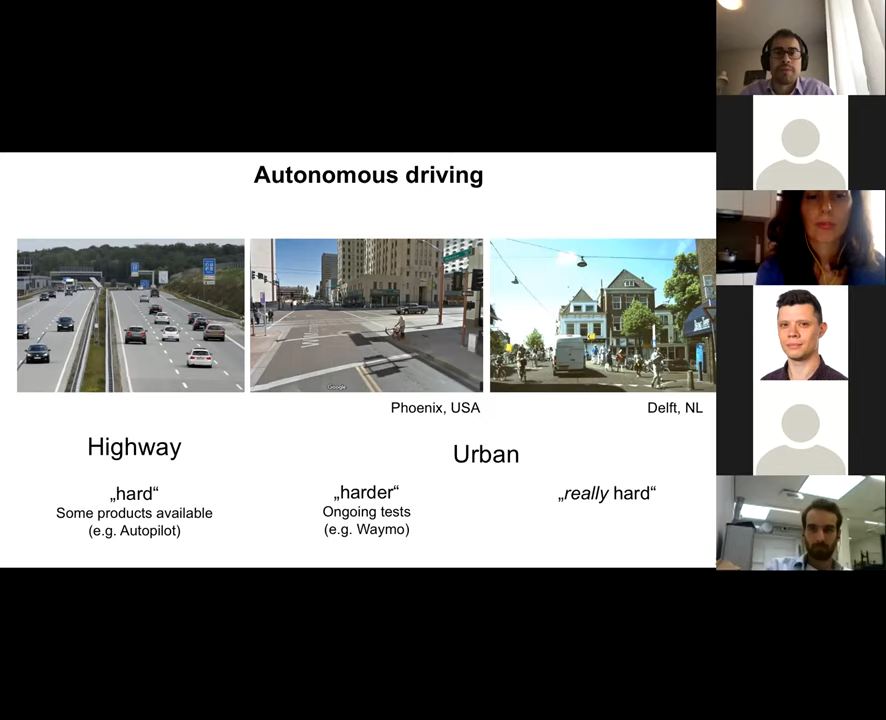 Autonomous driving
Google
Phoenix, USA
Delft, NL
Highway
Urban
„hard“
Some products available
(e.g. Autopilot)
„harder“
Ongoing tests
(e.g. Waymo)
„really hard“